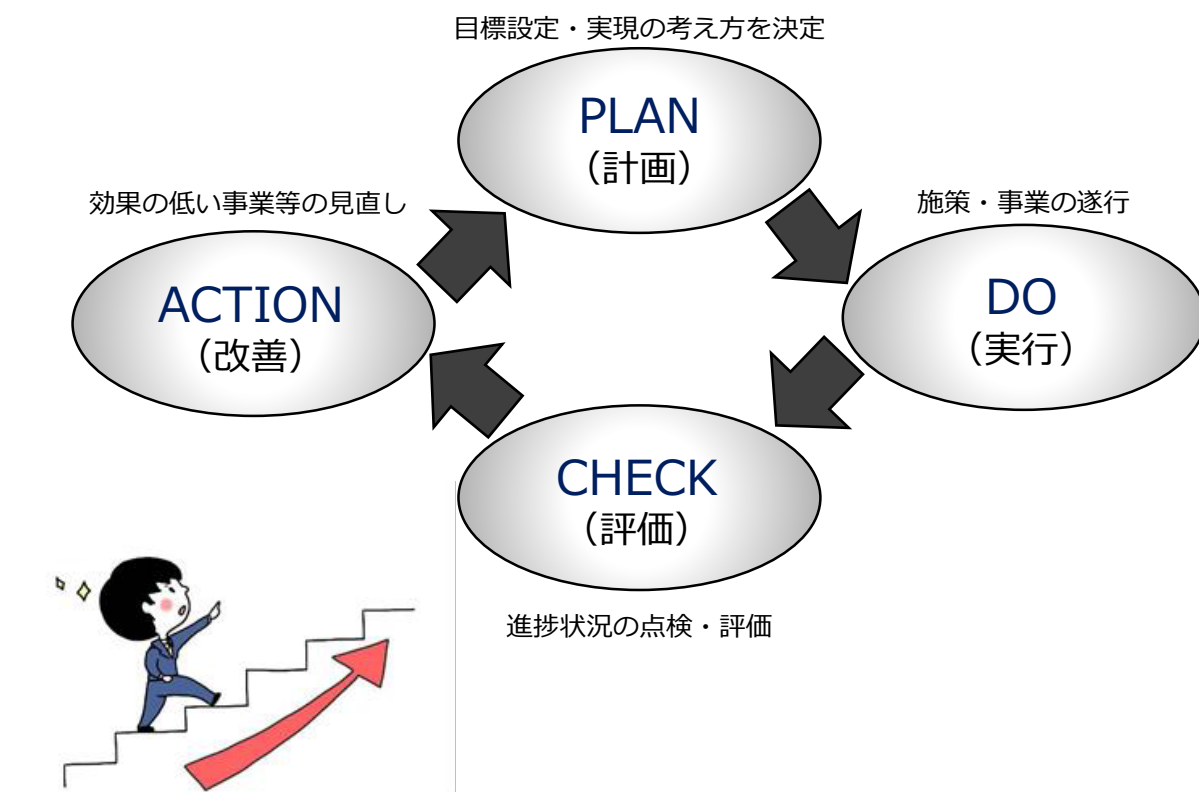 目標設定・実現の考え方を決定
PLAN
（計画）
効果の低い事業等の見直し
施策・事業の遂行
ACTION
（改善）
DO
（実行）
CHECK
（評価）
進捗状況の点検・評価